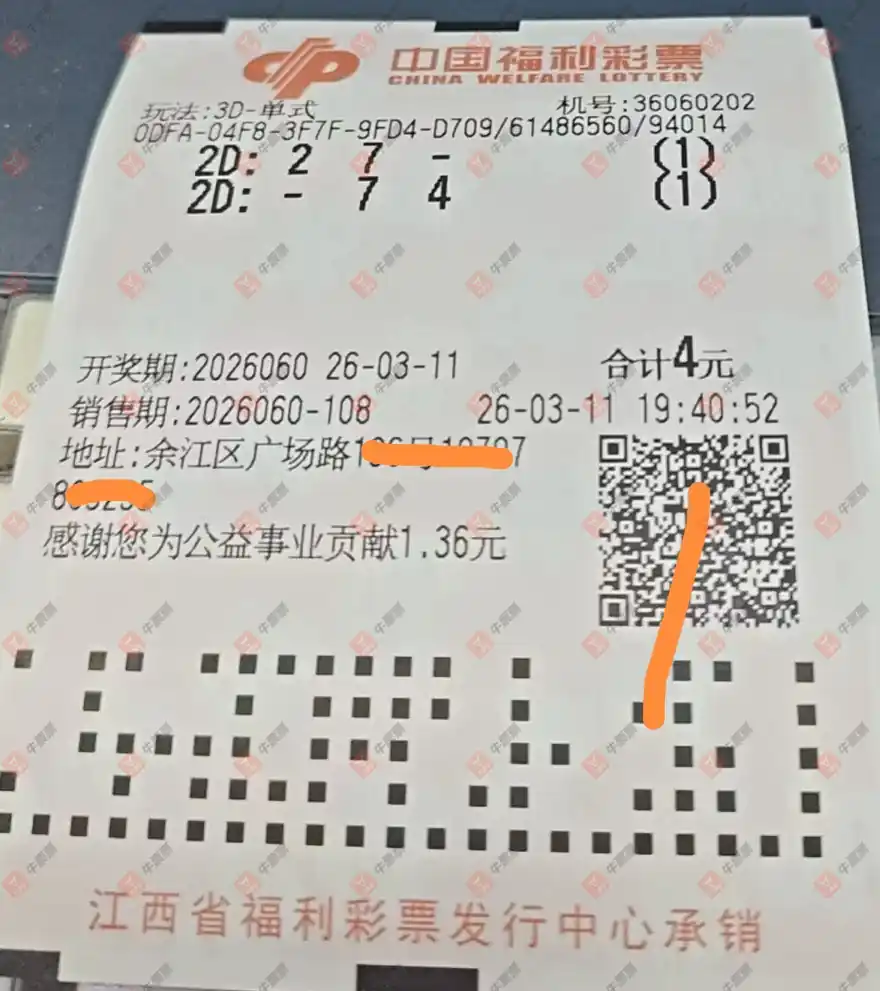 中国福利彩票
CHINA WELFARE LOTTERY
玩法:3D-单式 机号:36060202
0DFA-04F8-3F7F-9FD4-D709/61486560/94014
2D: 2 7 - (1)
2D: - 7 4 (1)
开奖期:2026060 26-03-11 合计4元
销售期:2026060-108 26-03-11 19:40:52
地址:余江区广场路
感谢您为公益事业贡献1.36元
江西省福利彩票发行中心承销